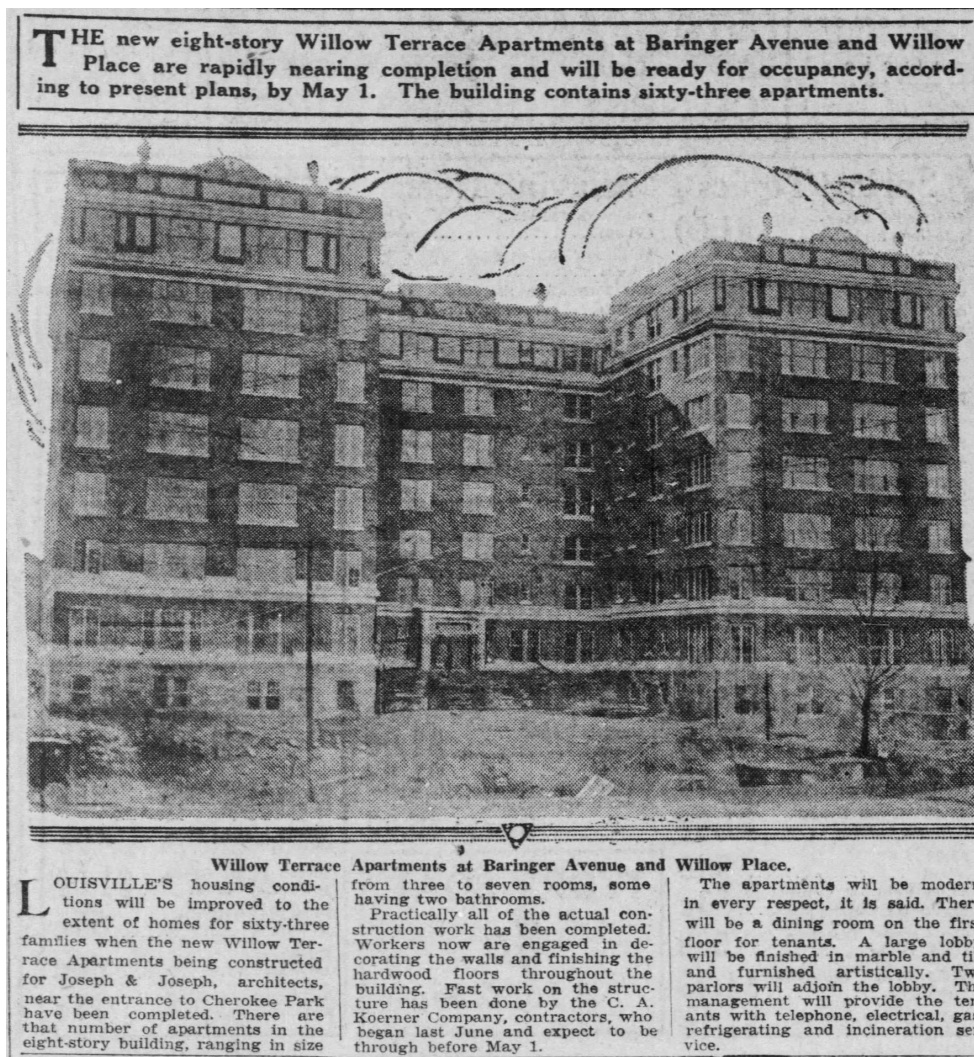 THE new eight-story Willow Terrace Apartments at Baringer Avenue and Willow
Place are rapidly nearing completion and will be ready for occupancy, accord-
ing to present plans, by May 1. The building contains sixty-three apartments.
Willow Terrace Apartments at Baringer Avenue and Willow Place.
LOUISVILLE'S housing condi-
tions will be improved to the
extent of homes for sixty-three
families when the new Willow Ter-
race Apartments being constructed
for Joseph & Joseph, architects,
near the entrance to Cherokee Park
have been completed. There are
that number of apartments in the
eight-story building, ranging in size
from three to seven rooms, some
having two bathrooms.
Practically all of the actual con-
struction work has been completed.
Workers now are engaged in de-
corating the walls and finishing the
hardwood floors throughout the
building. Fast work on the struc-
ture has been done by the C. A.
Koerner Company, contractors, who
began last June and expect to be
through before May 1.
The apartments will be modern
in every respect, it is said. Ther
will be a dining room on the firs
floor for tenants. A large lobb
will be finished in marble and ti
and furnished artistically. Tw
parlors will adjoin the lobby. Th
management will provide the ten
ants with telephone, electrical, gas
refrigerating and incineration ser
vice.